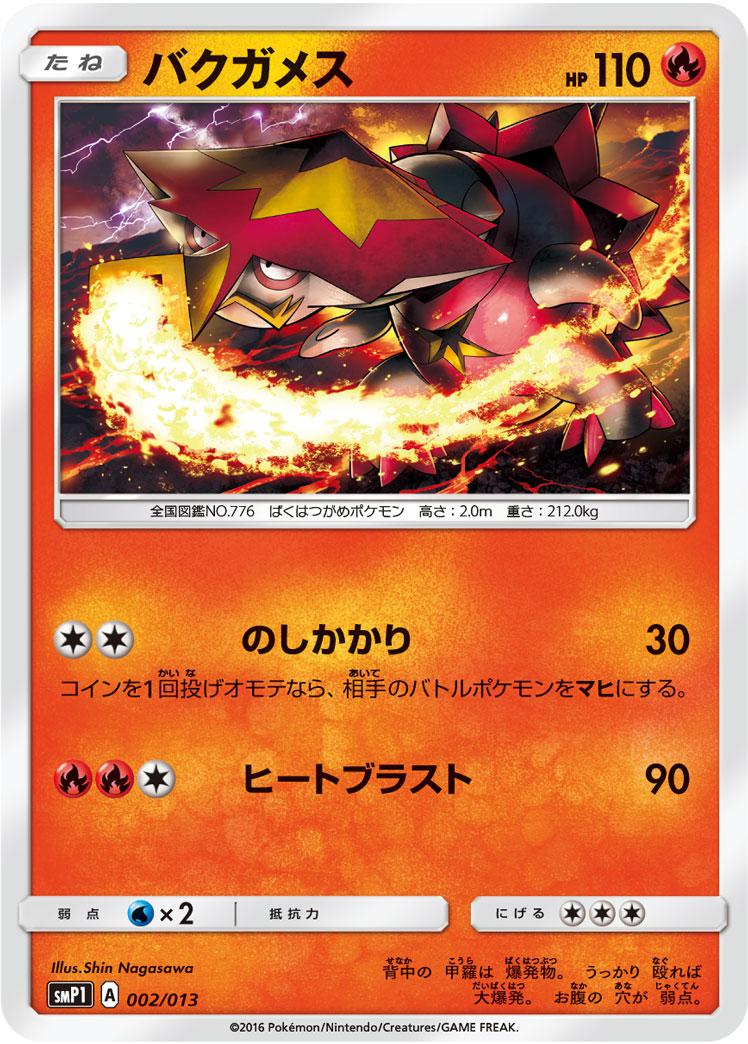 たね バクガメス HP 110
全国図鑑NO.776 ばくはつがめポケモン 高さ:2.0m 重さ:212.0kg
のしかかり 30
コインを1回投げオモテなら、相手のバトルポケモンをマヒにする。
ヒートブラスト 90
弱点 ×2 抵抗力 にげる
Illus.Shin Nagasawa
背中の 甲羅は 爆発物。 うっかり 殴れば
大爆発。 お腹の 穴が 弱点。
SMP1 A 002/013
©2016 Pokémon/Nintendo/Creatures/GAME FREAK.